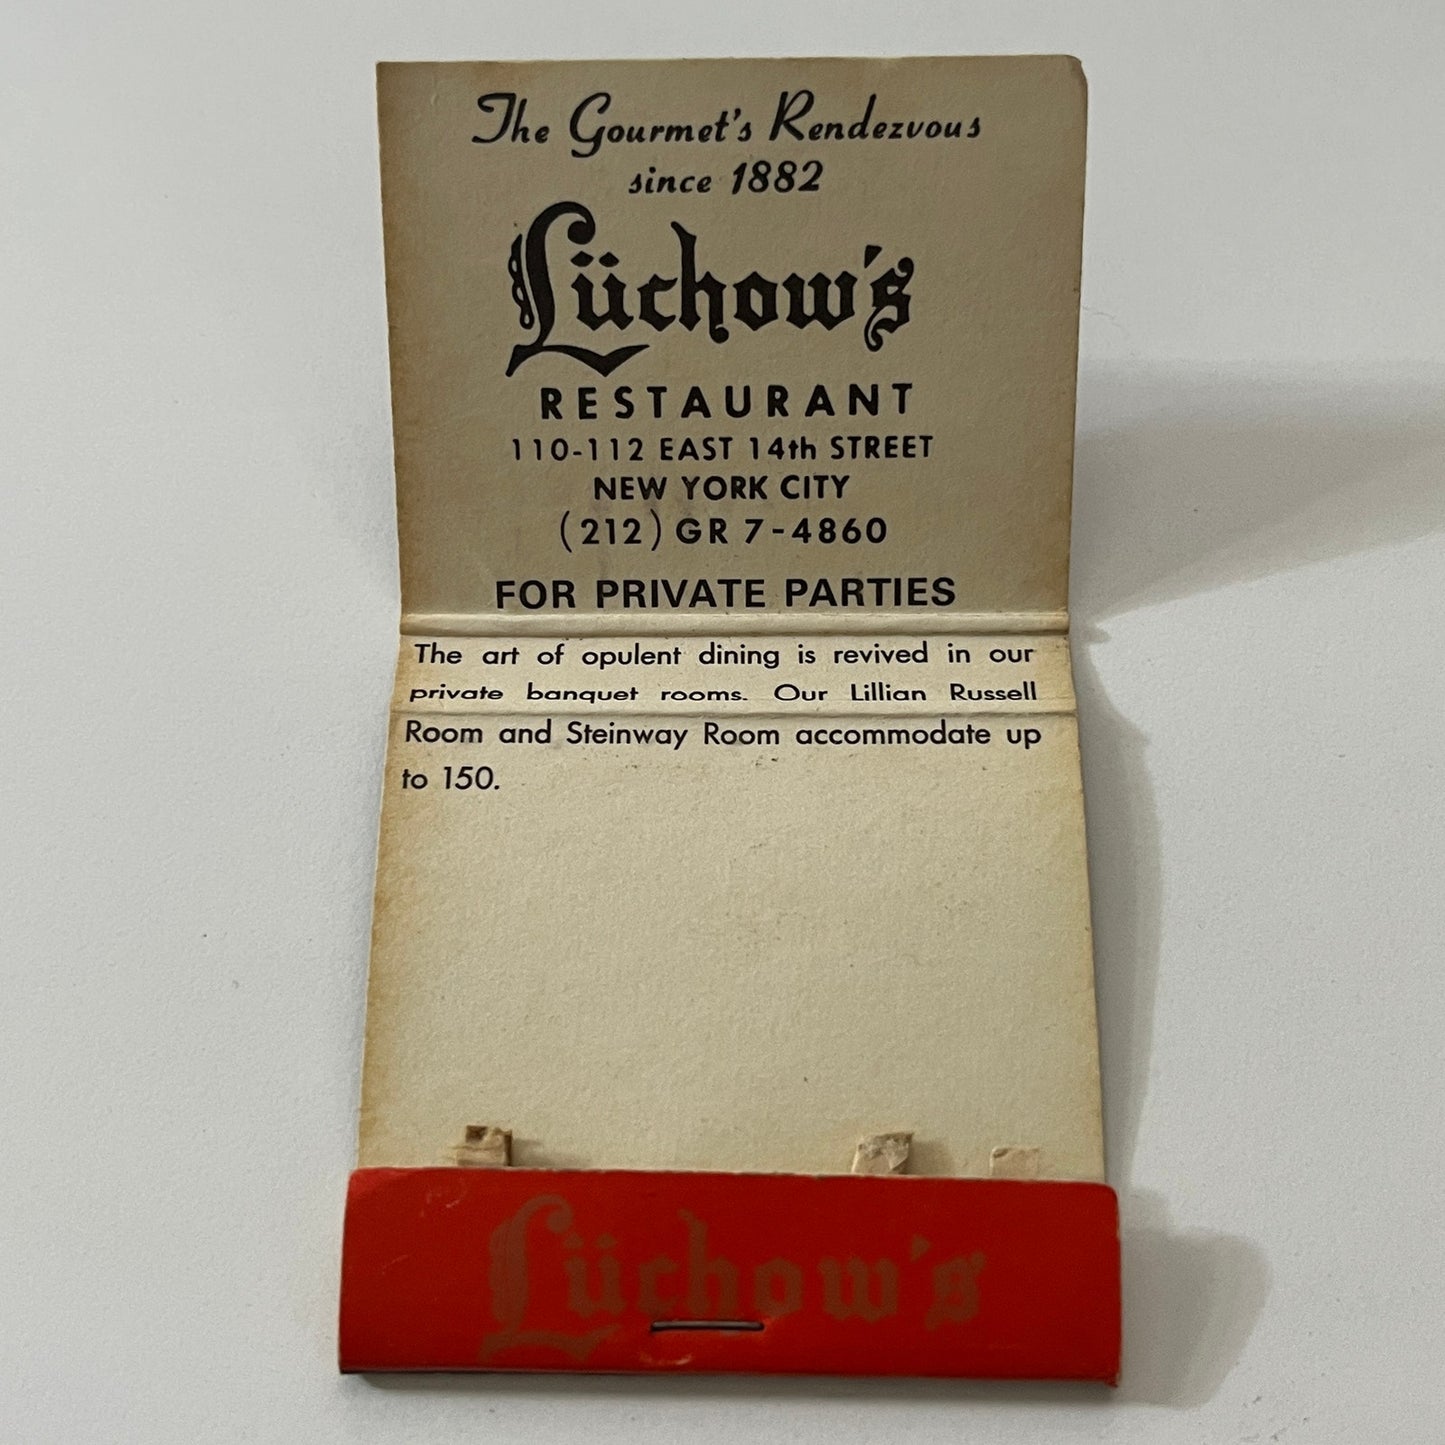 The Gourmet's Rendezvous
since 1882
Lüchow's
RESTAURANT
110-112 EAST 14th STREET
NEW YORK CITY
(212) GR 7-4860
FOR PRIVATE PARTIES
The art of opulent dining is revived in our
private banquet rooms. Our Lillian Russell
Room and Steinway Room accommodate up
to 150.
Lüchow's